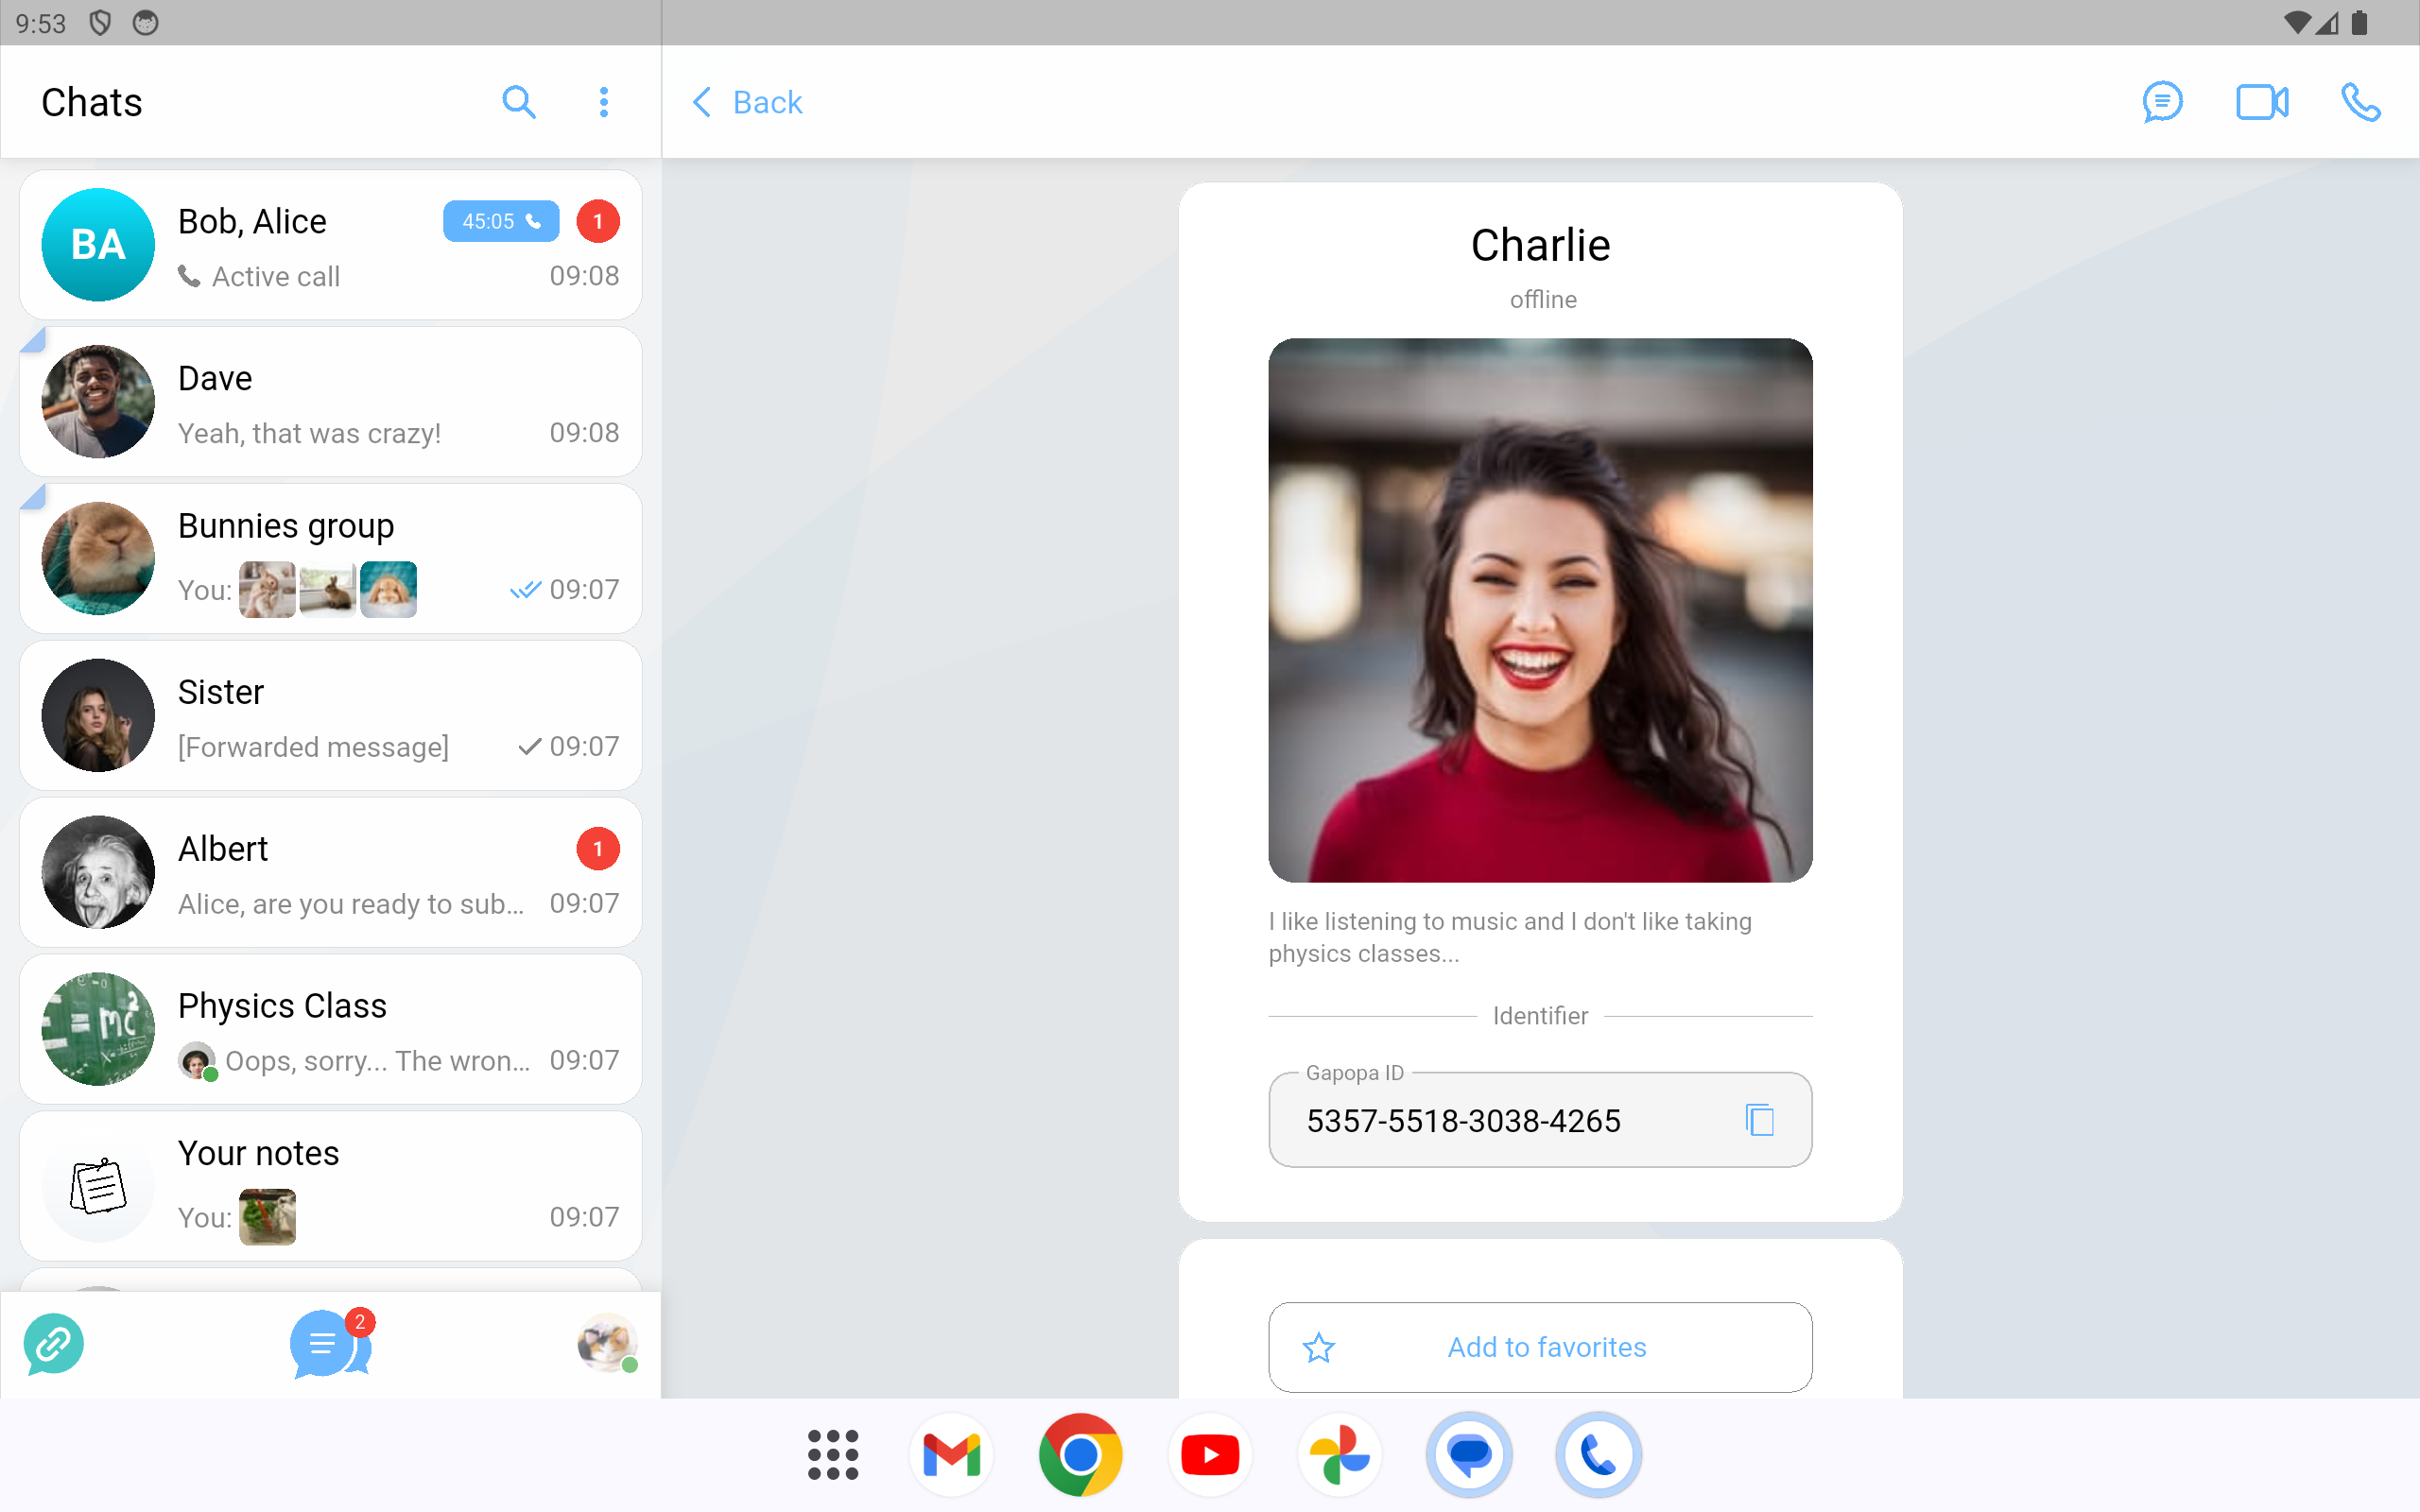 9:53
Chats
Back
BA
Bob, Alice
45:05
1
Active call
09:08
Dave
Yeah, that was crazy!
09:08
Bunnies group
You:
09:07
Sister
[Forwarded message]
09:07
Albert
1
Alice, are you ready to sub...
09:07
Physics Class
Oops, sorry... The wron...
09:07
= mc2
Your notes
You:
09:07
2
Charlie
offline
I like listening to music and I don't like taking
physics classes...
Identifier
Gapopa ID
5357-5518-3038-4265
Add to favorites